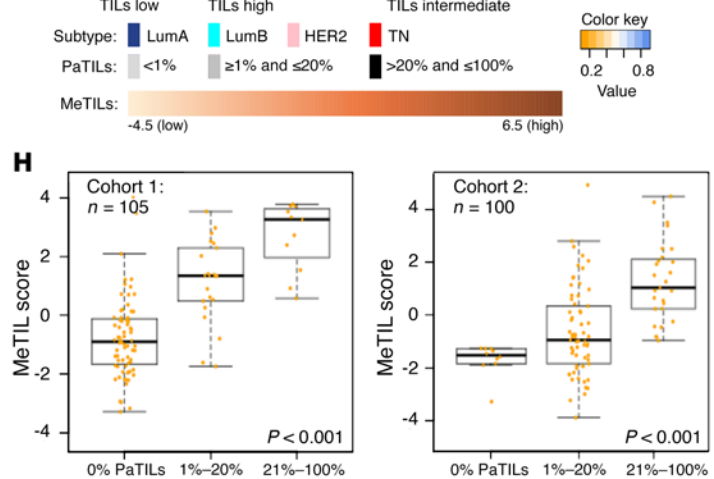 TILs low TILs high TILs intermediate
Subtype: LumA LumB HER2 TN
PaTILs: <1% ≥1% and ≤20% >20% and ≤100%
MeTILs:
-4.5 (low) 6.5 (high)
Color key
0.2 0.8
Value
H
Cohort 1:
n = 105
MeTIL score
4
2
0
-2
-4
P < 0.001
0% PaTILs 1%–20% 21%–100%
Cohort 2:
n = 100
MeTIL score
4
2
0
-2
-4
P < 0.001
0% PaTILs 1%–20% 21%–100%